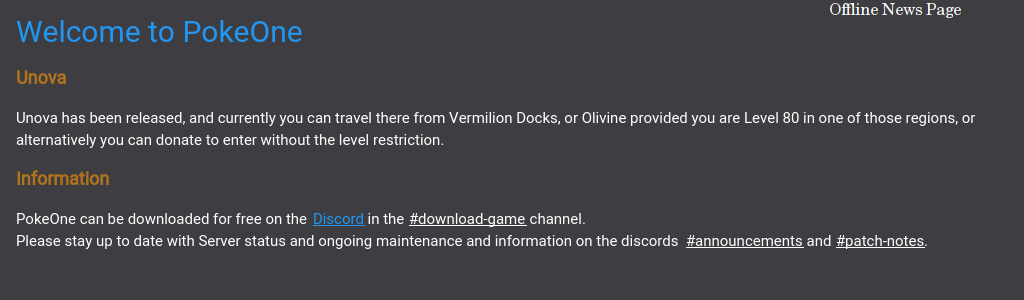 Offline News Page
Welcome to PokeOne
Unova
Unova has been released, and currently you can travel there from Vermilion Docks, or Olivine provided you are Level 80 in one of those regions, or
alternatively you can donate to enter without the level restriction.
Information
PokeOne can be downloaded for free on the Discord in the #download-game channel.
Please stay up to date with Server status and ongoing maintenance and information on the discords #announcements and #patch-notes.